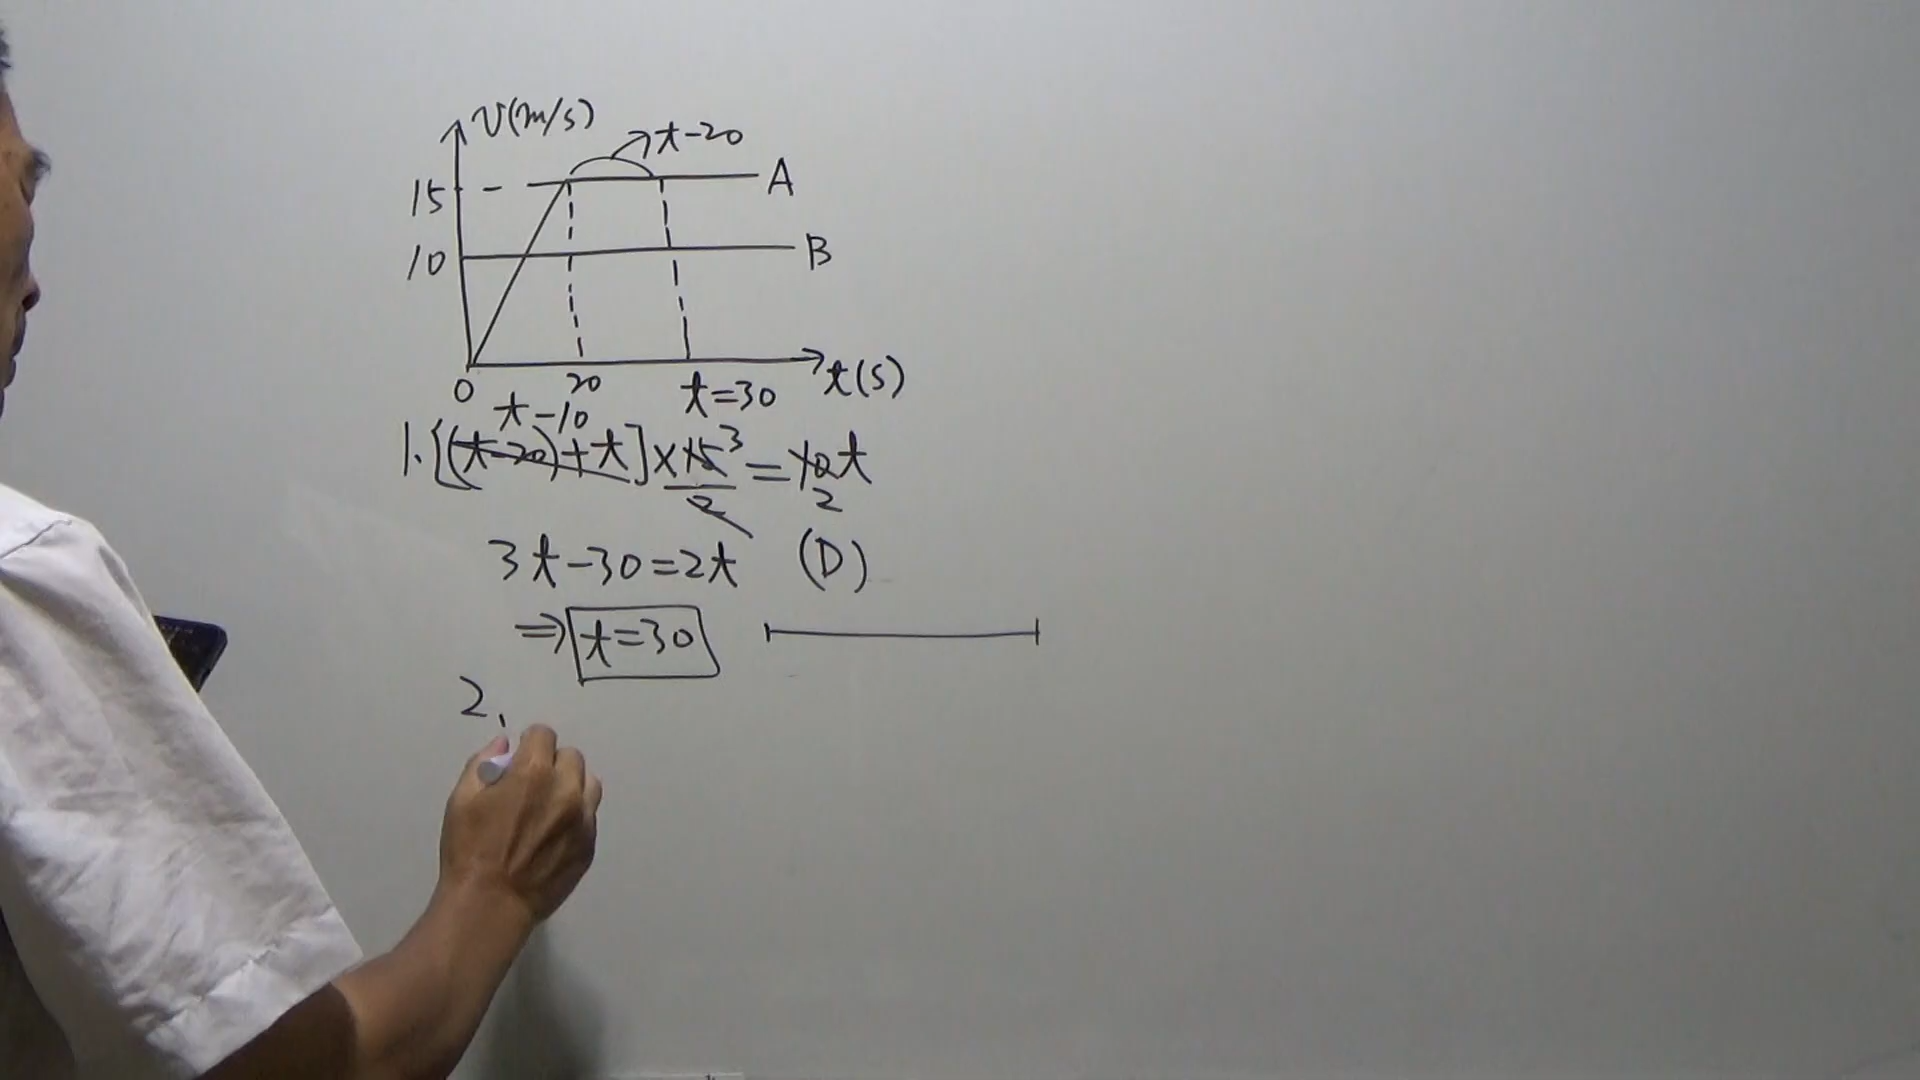 v(m/s)
t-20
15
A
10
B
0
20
t=30
t(s)
t-10
1. {[(t-20)+t]×15/2 3 = 10t
2
3t-30=2t (D)
⇒ t=30
2.